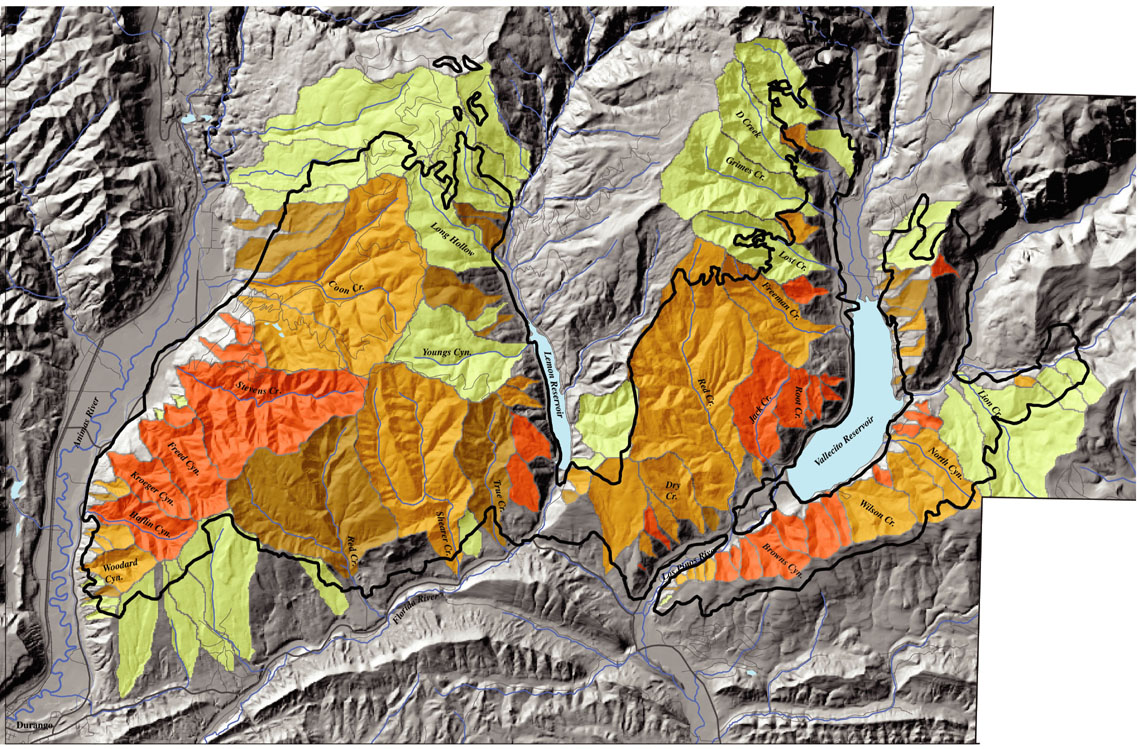 D Creek
Grimes Cr.
Long Hollow
Lost Cr.
Coon Cr.
Freeman Cr.
Youngs Cyn.
Lemon Reservoir
Stevens Cr.
Red Cr.
Jack Cr.
Root Cr.
Lion Cr.
Animas River
Vallecito Reservoir
Freed Cyn.
North Cyn.
Kroeger Cyn.
True Cr.
Dry
Cr.
Haflin Cyn.
Wilson Cr.
Shearer Cr.
Red Cr.
Browns Cyn.
Los Pinos River
Woodard
Cyn.
Florida River
Durango